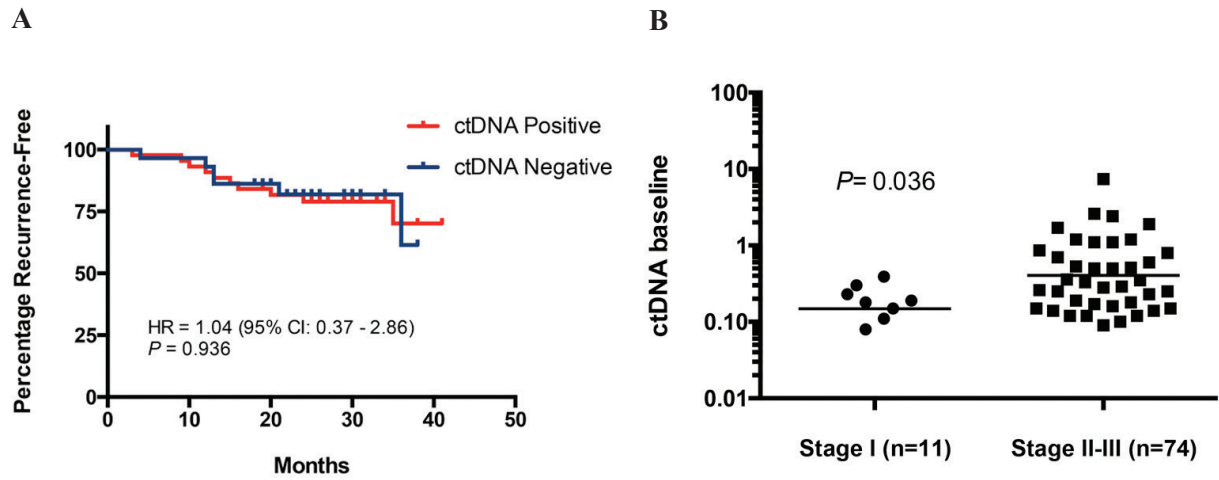 A
B
Percentage Recurrence-Free
100
75
50
25
0
ctDNA Positive
ctDNA Negative
HR = 1.04 (95% CI: 0.37 - 2.86)
P = 0.936
0 10 20 30 40 50
Months
ctDNA baseline
100
10
1
0.10
0.01
P= 0.036
Stage I (n=11) Stage II-III (n=74)